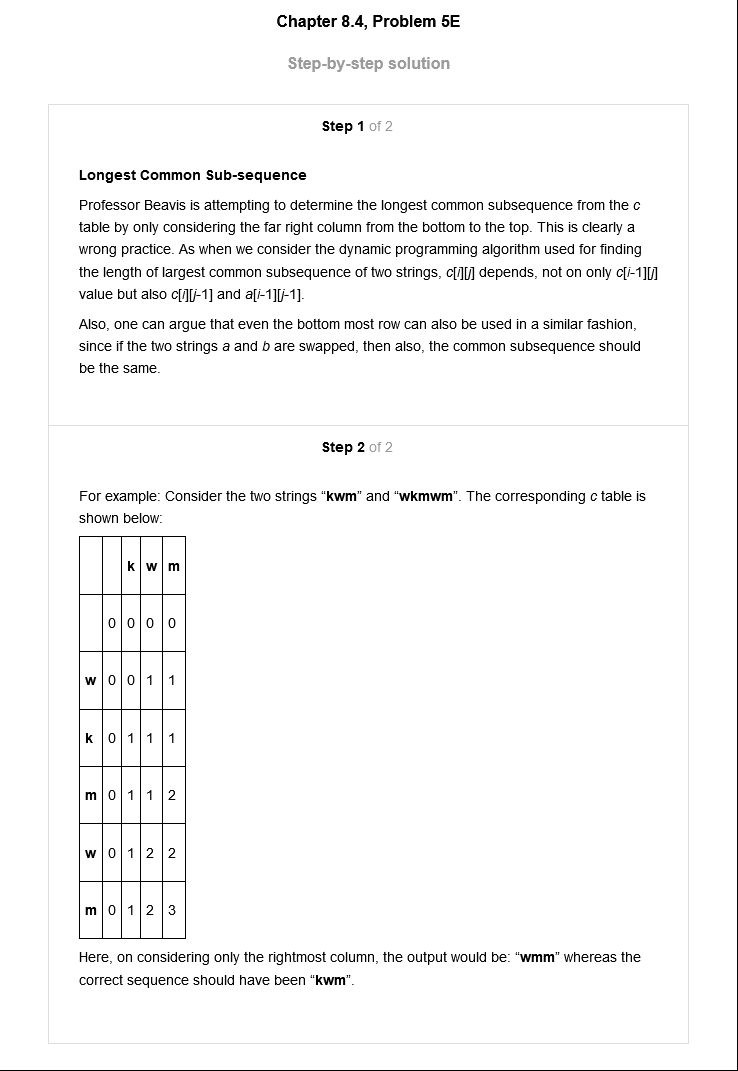 Chapter 8.4, Problem 5E
Step-by-step solution
Step 1 of 2
Longest Common Sub-sequence
Professor Beavis is attempting to determine the longest common subsequence from the c
table by only considering the far right column from the bottom to the top. This is clearly a
wrong practice. As when we consider the dynamic programming algorithm used for finding
the length of largest common subsequence of two strings, c[i][j] depends, not on only c[i-1][j]
value but also c[i][j-1] and a[i-1][j-1].
Also, one can argue that even the bottom most row can also be used in a similar fashion,
since if the two strings a and b are swapped, then also, the common subsequence should
be the same.
Step 2 of 2
For example: Consider the two strings “kwm” and “wkmwm”. The corresponding c table is
shown below:
k w m
0 0 0 0
w 0 0 1 1
k 0 1 1 1
m 0 1 1 2
w 0 1 2 2
m 0 1 2 3
Here, on considering only the rightmost column, the output would be: “wmm” whereas the
correct sequence should have been “kwm”.